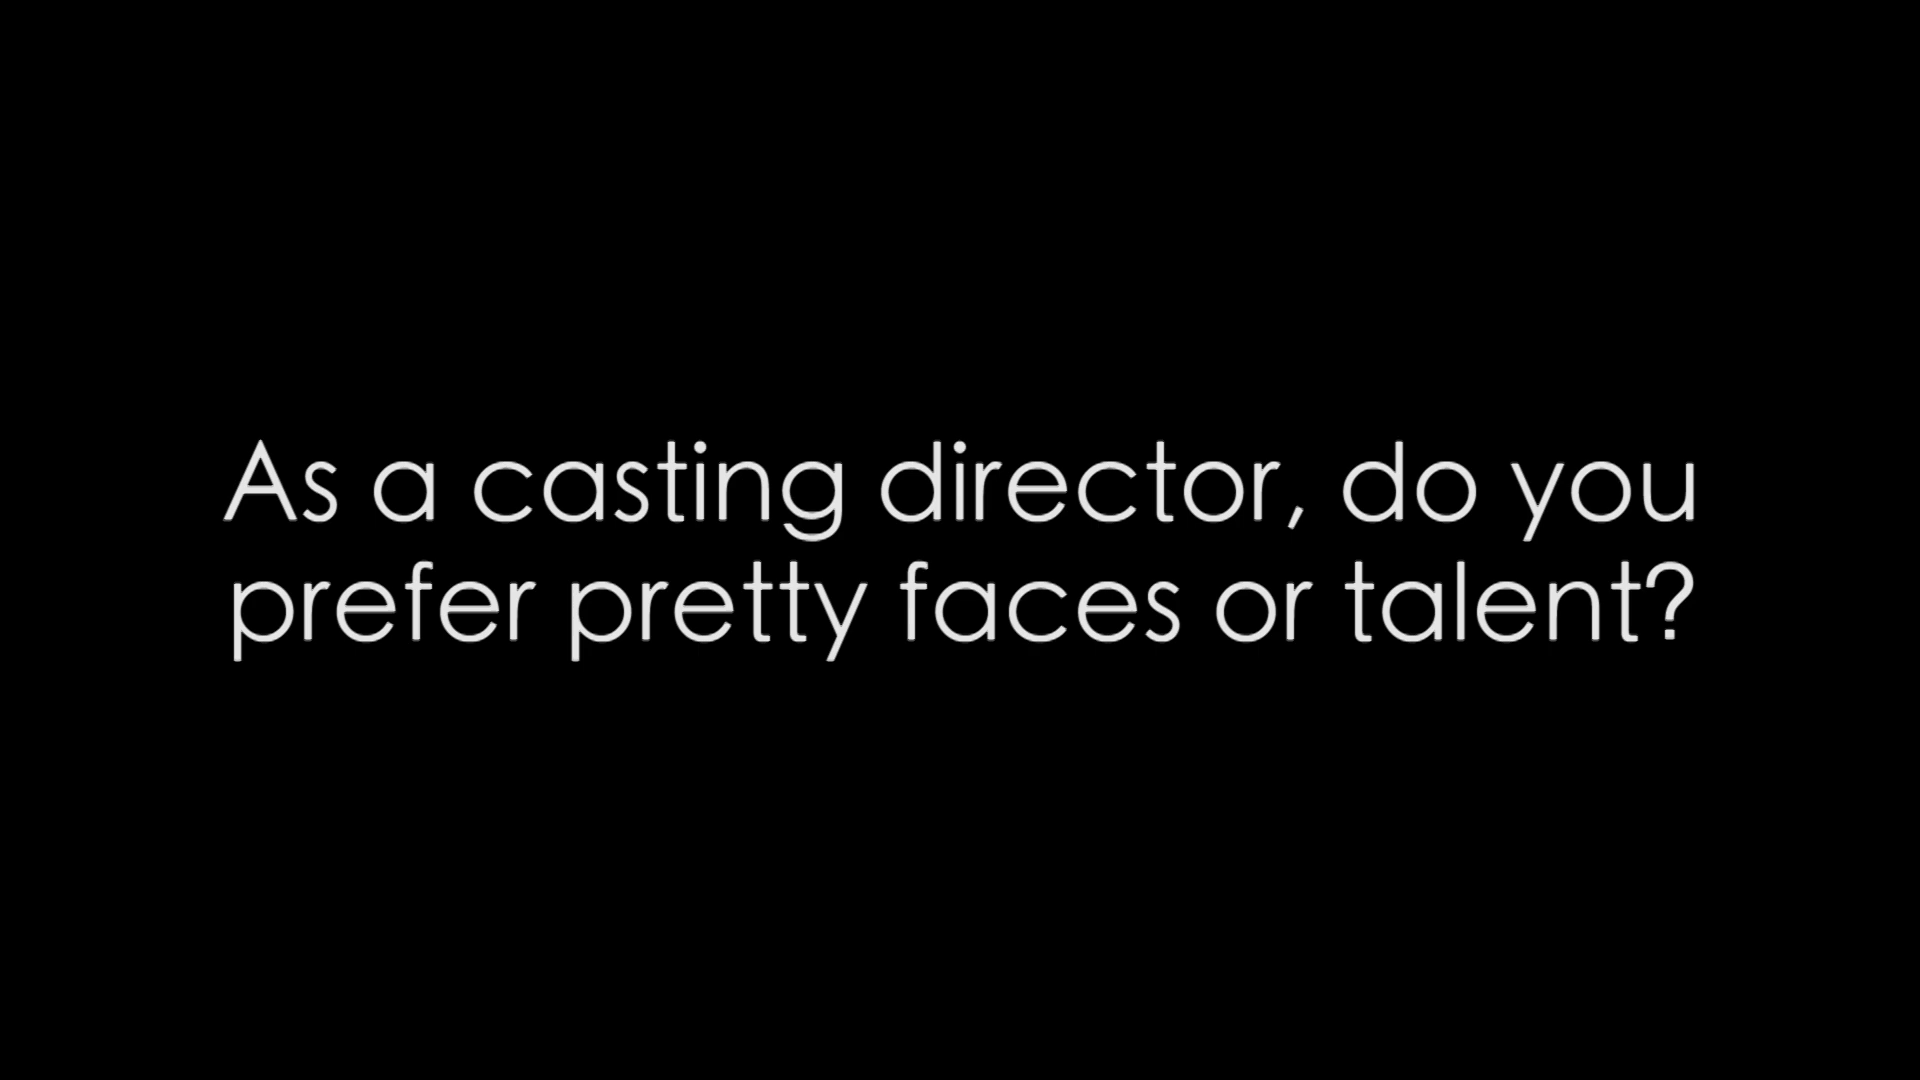 As a casting director, do you
prefer pretty faces or talent?